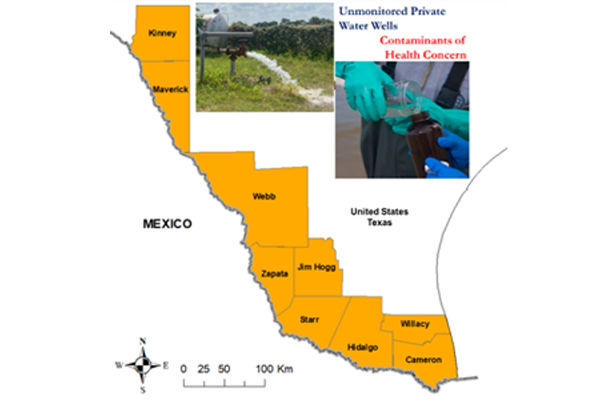 Unmonitored Private
Water Wells
Contaminants of
Health Concern
Kinney
Maverick
Webb
United States
Texas
MEXICO
Zapata
Jim Hogg
Starr
Willacy
Hidalgo
Cameron
N
W E
S
0 25 50 100 Km